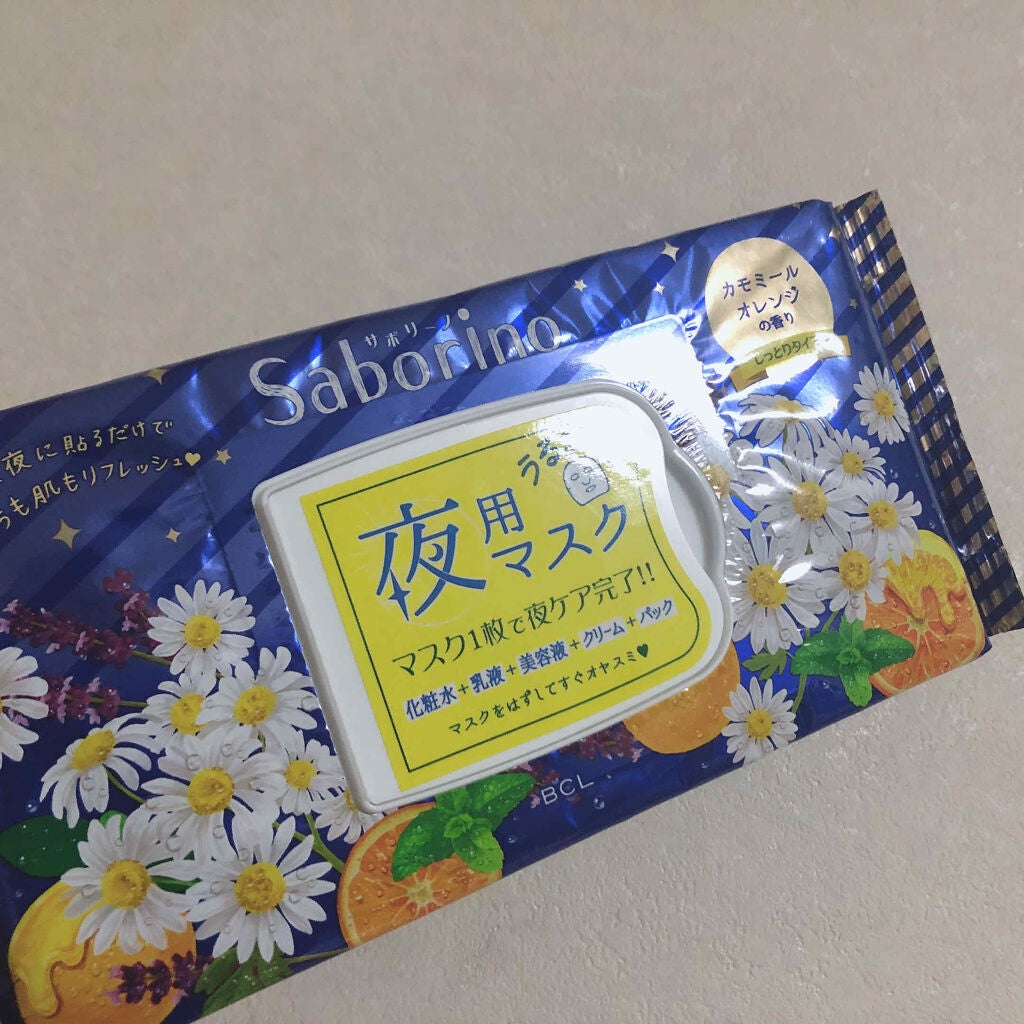 サボリーノ
Saborino
カモミール
オレンジ
の香り
しっとりタイプ
夜に貼るだけで
も肌もリフレッシュ♥
夜用マスク
マスク1枚で夜ケア完了!!
化粧水+乳液+美容液+クリーム+パック
マスクをはずしてすぐオヤスミ♥
BCL